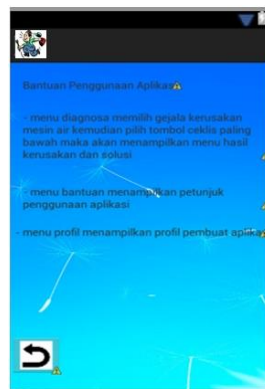 Bantuan Penggunaan Aplikasi
- menu diagnosa memilih gejala kerusakan
mesin air kemudian pilih tombol ceklis paling
bawah maka akan menampilkan menu hasil
kerusakan dan solusi
- menu bantuan menampilkan petunjuk
penggunaan aplikasi
- menu profil menampilkan profil pembuat aplika